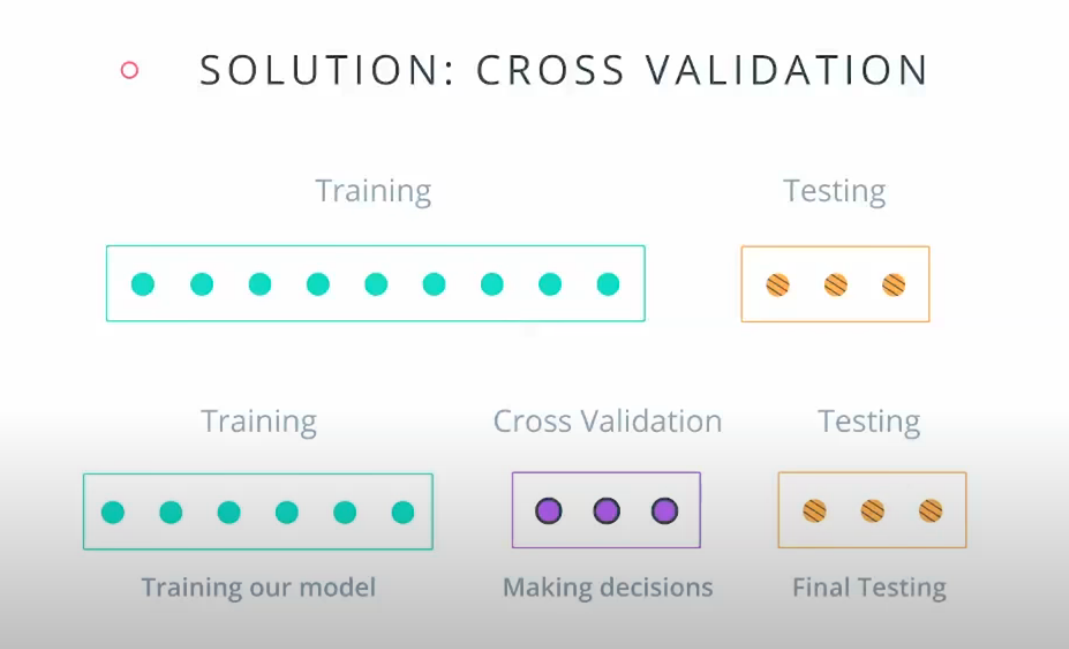 SOLUTION: CROSS VALIDATION
Training Testing
Training Cross Validation Testing
Training our model Making decisions Final Testing